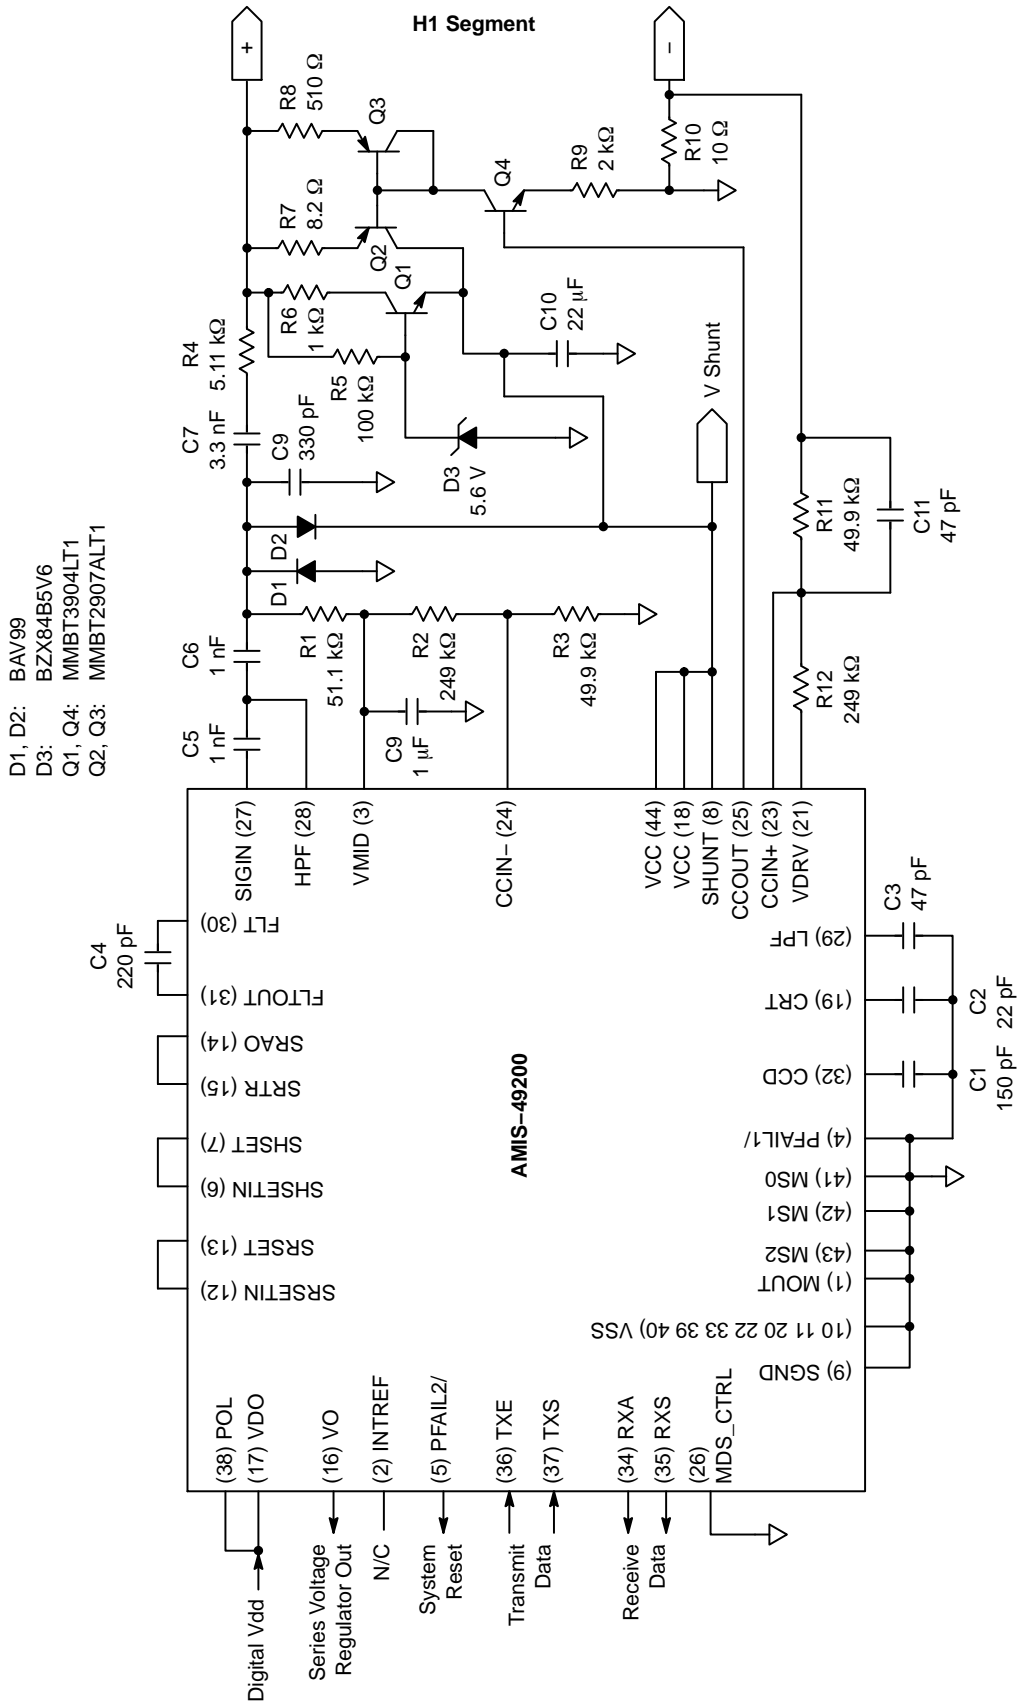 H1 Segment
D1, D2: BAV99
D3: BZX84B5V6
Q1, Q4: MMBT3904LT1
Q2, Q3: MMBT2907ALT1
+
−
R8
510 Ω
Q3
R7
8.2 Ω
Q2
Q1
Q4
R9
2 kΩ
R10
10 Ω
R4
5.11 kΩ
R6
1 kΩ
R5
100 kΩ
C10
22 μF
V Shunt
C7
3.3 nF
C9
330 pF
D3
5.6 V
D2
D1
R11
49.9 kΩ
C11
47 pF
C6
1 nF
R1
51.1 kΩ
R2
249 kΩ
R3
49.9 kΩ
R12
249 kΩ
C5
1 nF
C9
1 μF
SIGIN (27)
HPF (28)
VMID (3)
CCIN− (24)
VCC (44)
VCC (18)
SHUNT (8)
CCOUT (25)
CCIN+ (23)
VDRV (21)
C4
220 pF
(30) FLT
(31) FLTOUT
(14) SRAO
(15) SRTR
(7) SHSET
(6) SHSETIN
(13) SRSET
(12) SRSETIN
AMIS−49200
C3
47 pF
C2
22 pF
C1
150 pF
(29) LPF
(19) CRT
(32) CCD
(4) PFAIL1/
(41) MS0
(42) MS1
(43) MS2
(1) MOUT
(10 11 20 22 33 39 40) VSS
(9) SGND
(38) POL
(17) VDO
(16) VO
(2) INTREF
(5) PFAIL2/
(36) TXE
(37) TXS
(34) RXA
(35) RXS
(26)
MDS_CTRL
Digital Vdd
Series Voltage
Regulator Out
N/C
System
Reset
Transmit
Data
Receive
Data